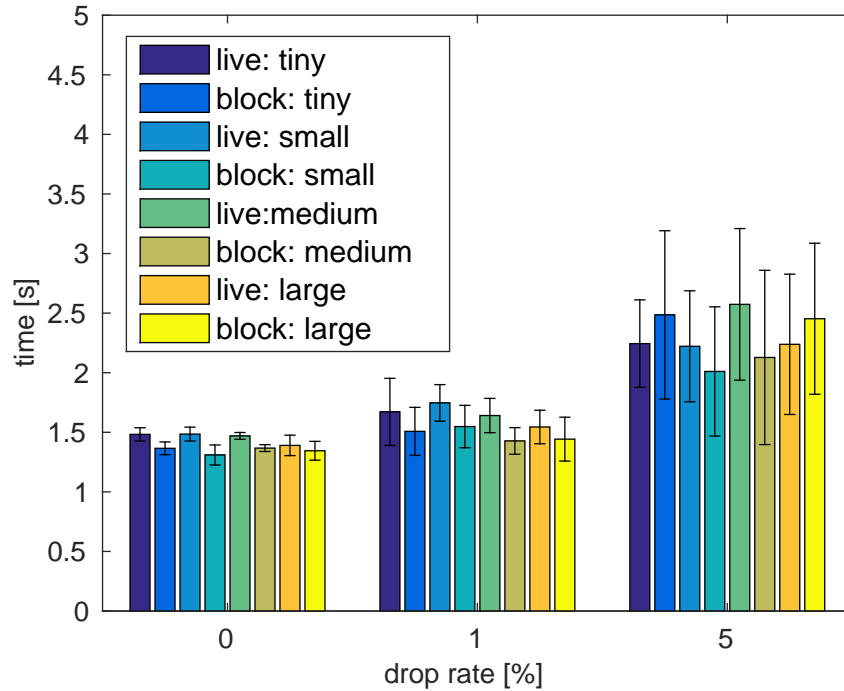 5
4.5
4
3.5
3
2.5
2
1.5
1
0.5
0
time [s]
live: tiny
block: tiny
live: small
block: small
live:medium
block: medium
live: large
block: large
0 1 5
drop rate [%]